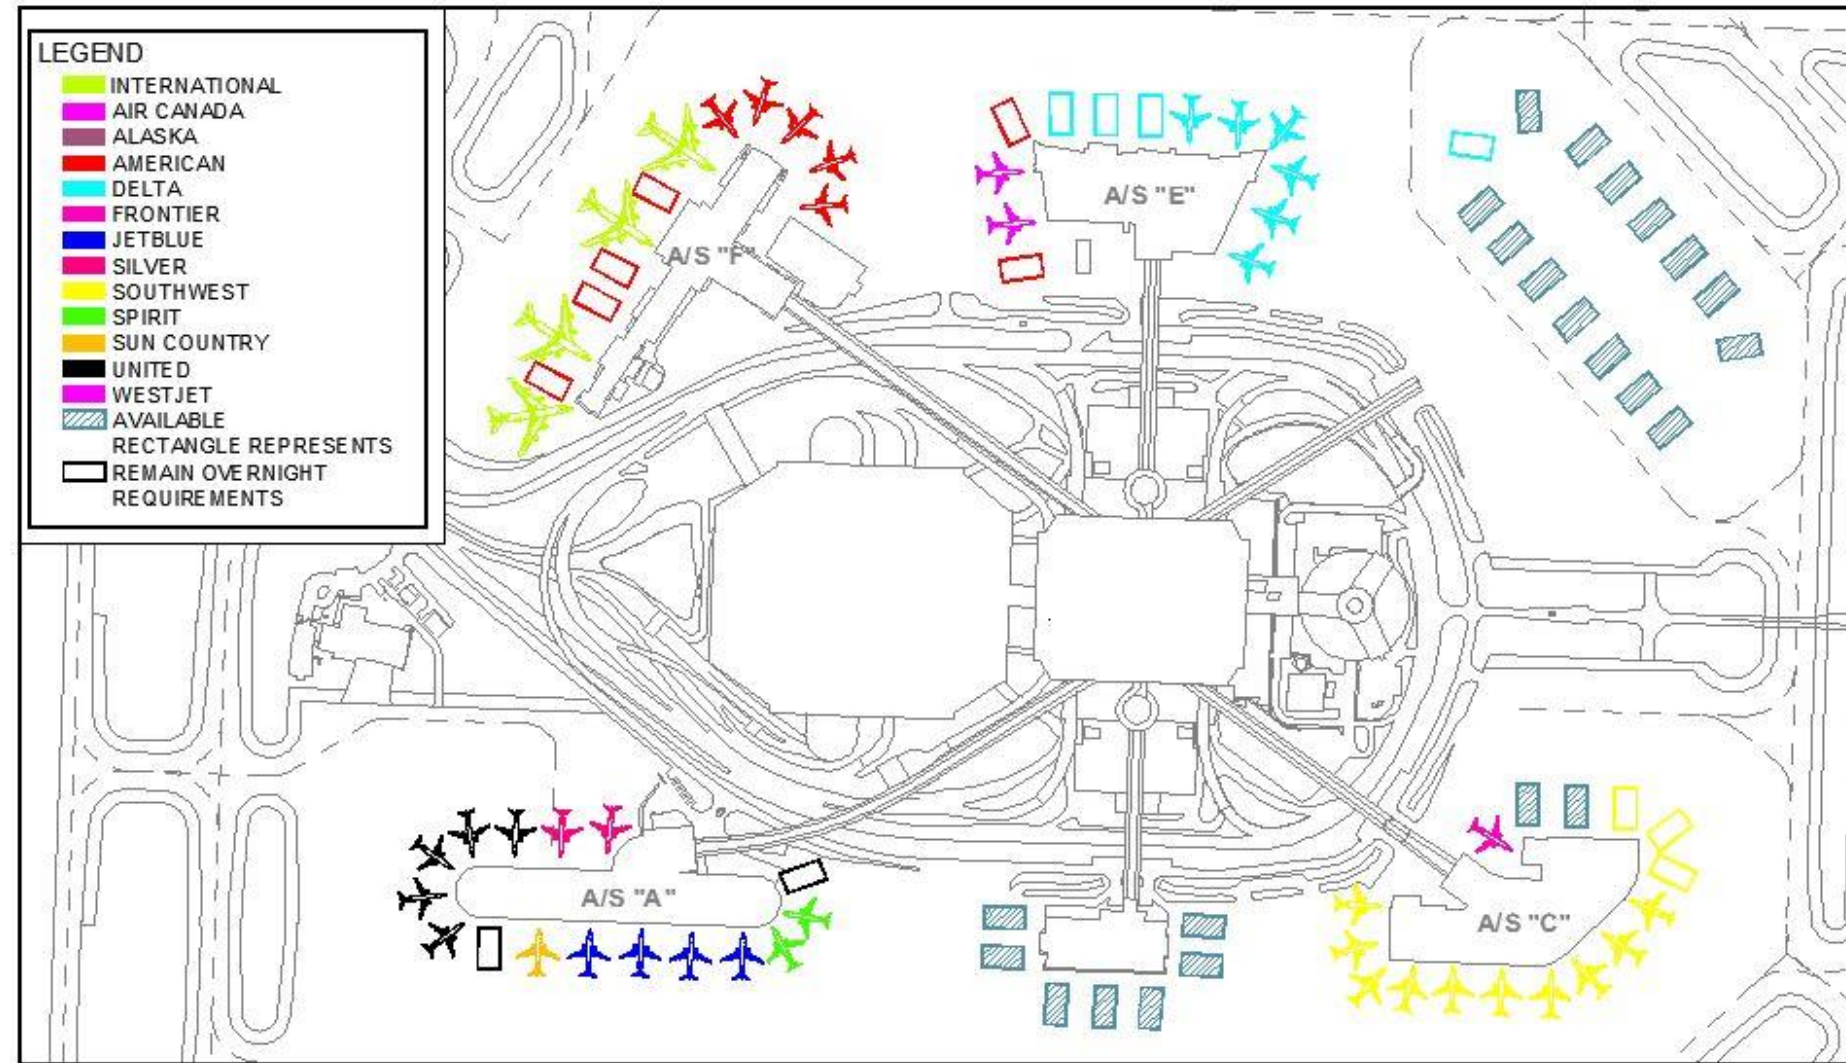 LEGEND
INTERNATIONAL
AIR CANADA
ALASKA
AMERICAN
DELTA
FRONTIER
JETBLUE
SILVER
SOUTHWEST
SPIRIT
SUN COUNTRY
UNITED
WESTJET
AVAILABLE
RECTANGLE REPRESENTS
REMAIN OVERNIGHT
REQUIREMENTS
A/S "E"
A/S "F"
A/S "A"
A/S "C"